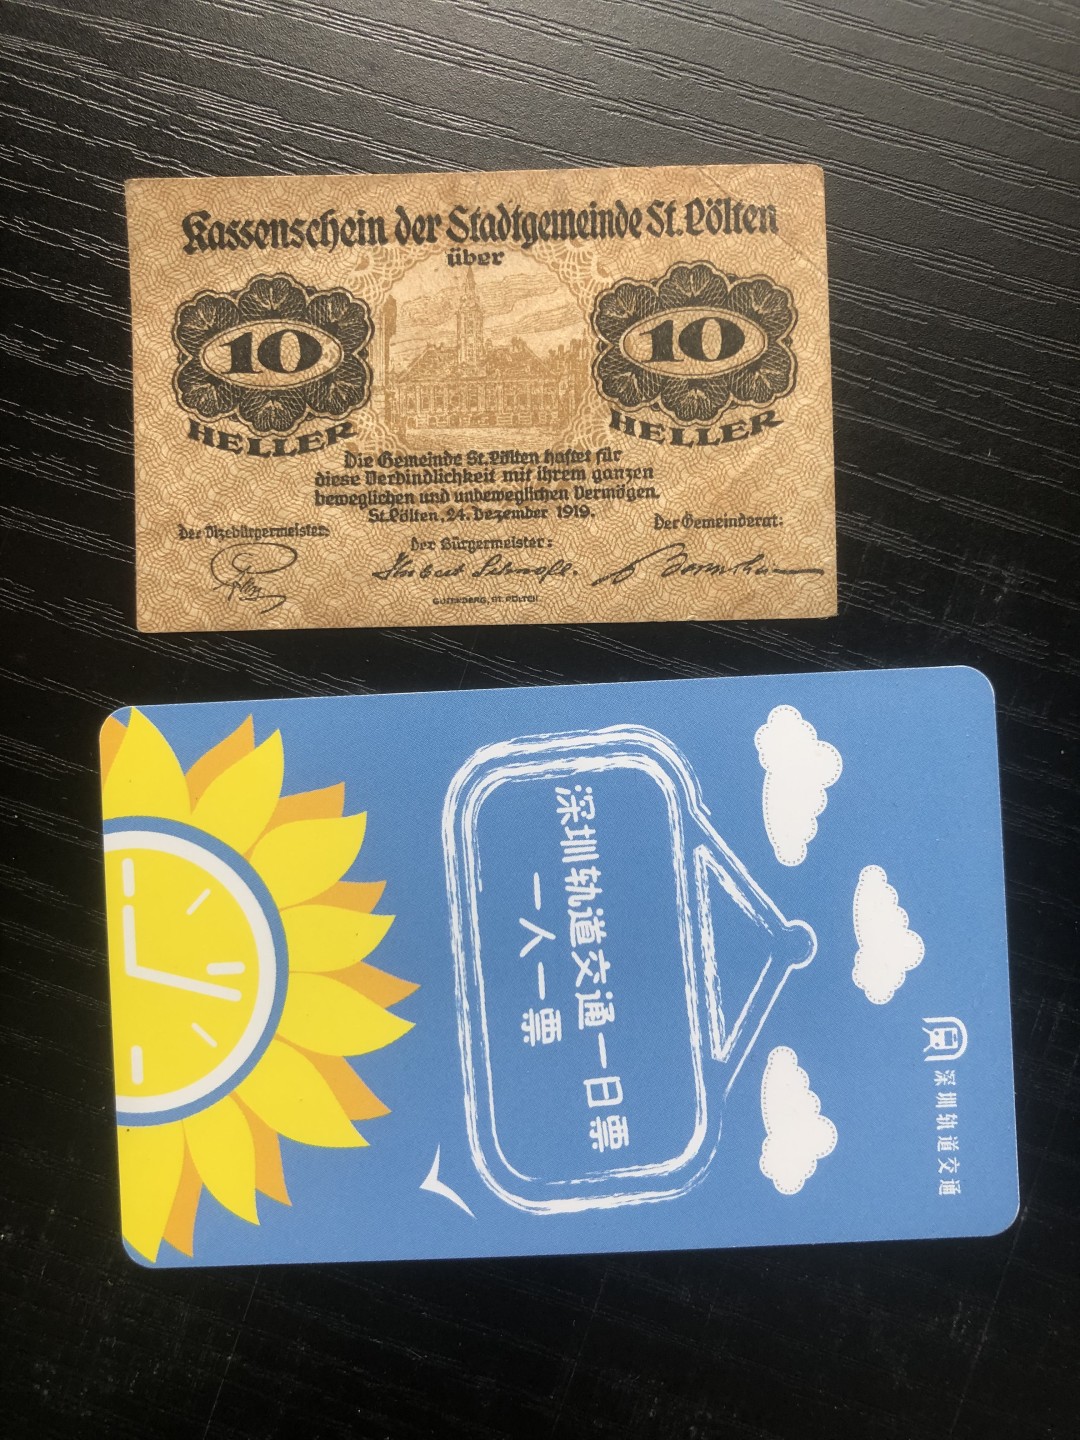 Kassenschein der Stadtgemeinde St. Pölten
über
10
HELLER
10
HELLER
Die Gemeinde St. Pölten haftet für
diese Verbindlichkeit mit ihrem ganzen
beweglichen und unbeweglichen Vermögen.
St. Pölten, 24. Dezember 1919.
Der Vizebürgermeister:
Der Bürgermeister:
Der Gemeinderat:
GUTENBERG, ST. PÖLTEN
深圳轨道交通一日票
一人一票
深圳轨道交通